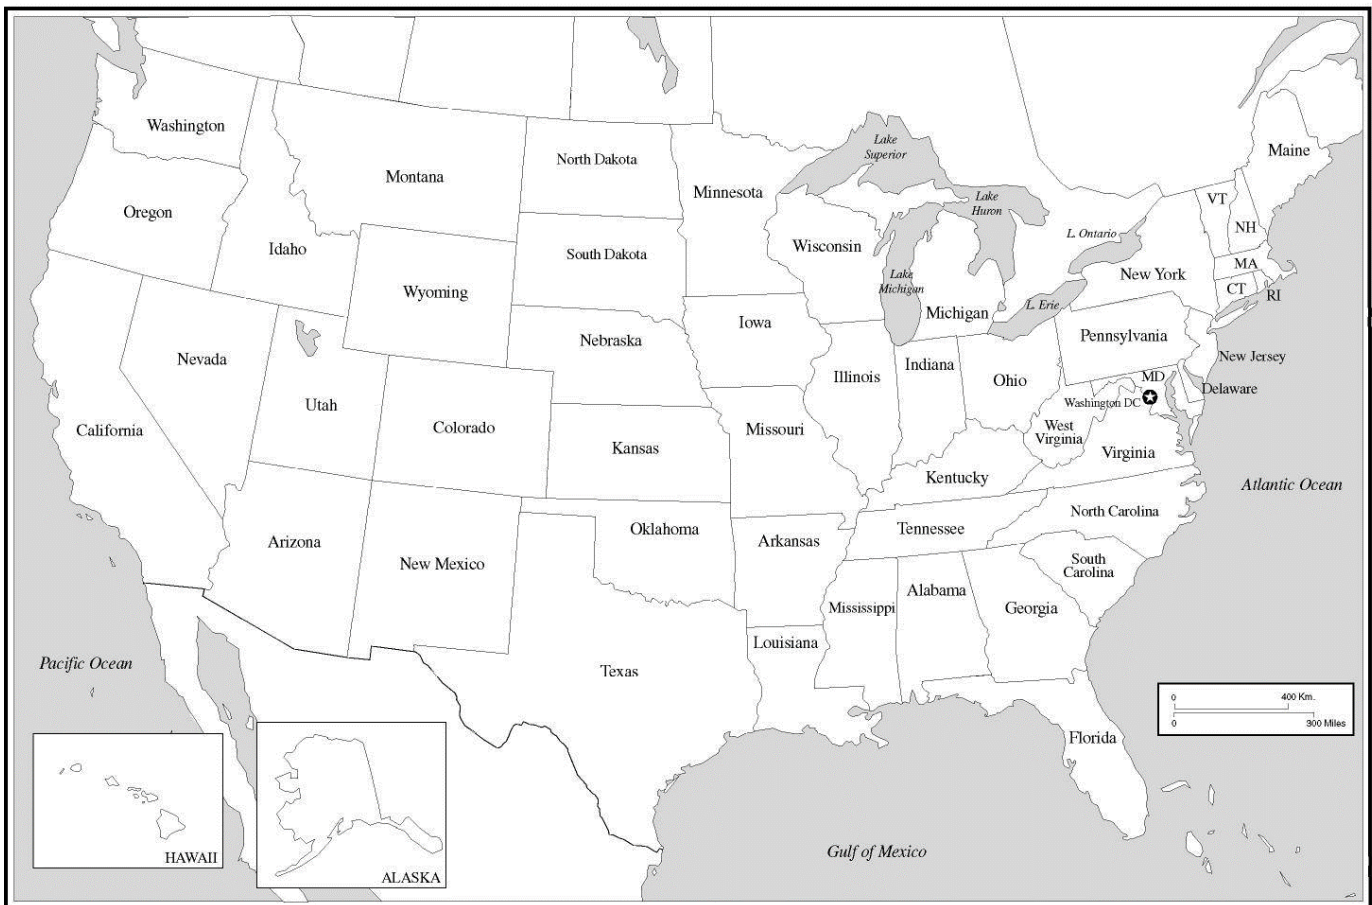 Washington
Oregon
Idaho
Montana
Wyoming
North Dakota
South Dakota
Nebraska
Minnesota
Iowa
Wisconsin
Lake
Superior
Lake
Huron
Lake
Michigan
L. Ontario
L. Erie
Michigan
Maine
VT
NH
MA
CT
RI
New York
Pennsylvania
New Jersey
MD
Delaware
Washington DC
Nevada
Utah
California
Colorado
Kansas
Missouri
Illinois
Indiana
Ohio
West
Virginia
Virginia
Kentucky
Atlantic Ocean
Arizona
New Mexico
Oklahoma
Arkansas
Tennessee
North Carolina
South
Carolina
Mississippi
Alabama
Georgia
Louisiana
Texas
Florida
Pacific Ocean
Gulf of Mexico
0
400 Km.
0
300 Miles
HAWAII
ALASKA